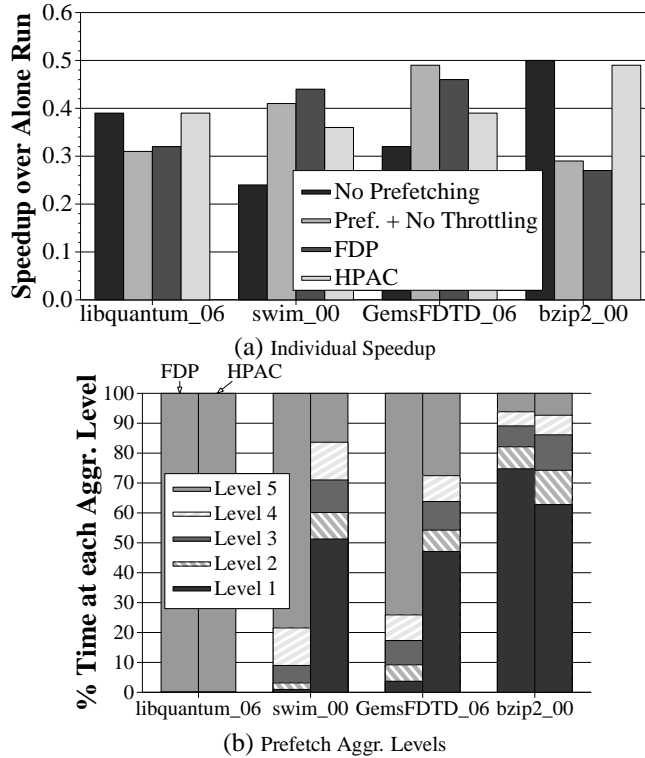 Speedup over Alone Run
0.6
0.5
0.4
0.3
0.2
0.1
0.0
No Prefetching
Pref. + No Throttling
FDP
HPAC
libquantum_06 swim_00 GemsFDTD_06 bzip2_00
(a) Individual Speedup
FDP HPAC
% Time at each Aggr. Level
100
90
80
70
60
50
40
30
20
10
0
Level 5
Level 4
Level 3
Level 2
Level 1
libquantum_06 swim_00 GemsFDTD_06 bzip2_00
(b) Prefetch Aggr. Levels